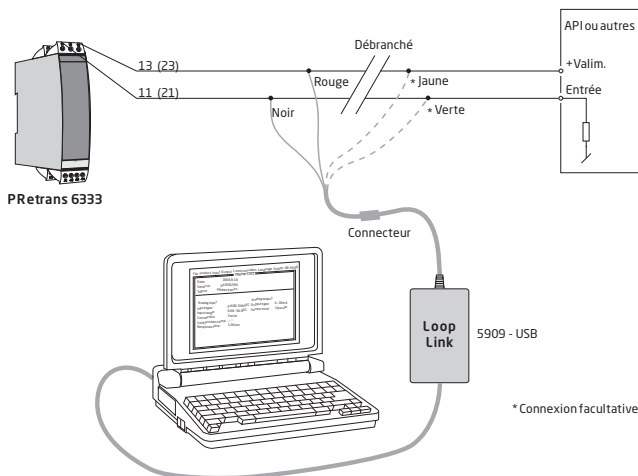 API ou autres
Débranché
13 (23)
+Valim.
Rouge
* Jaune
11 (21)
Entrée
Noir
* Verte
PRetrans 6333
Connecteur
Loop
Link
5909 - USB
* Connexion facultative